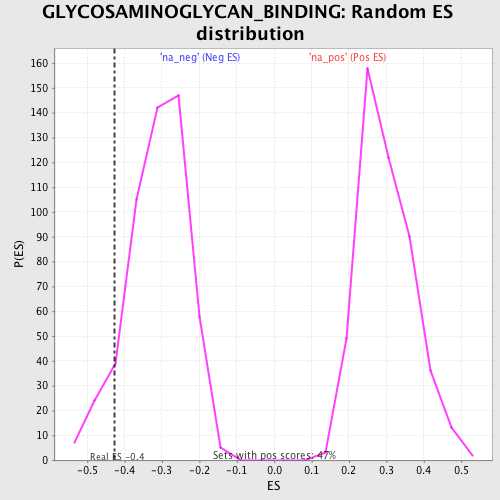 GLYCOSAMINOGLYCAN_BINDING: Random ES
distribution
'na_neg' (Neg ES)
'na_pos' (Pos ES)
160
150
140
130
120
110
100
90
80
70
60
50
40
30
20
10
0
P(ES)
Real ES -0.4
Sets with pos scores: 47%
-0.5 -0.4 -0.3 -0.2 -0.1 0.0 0.1 0.2 0.3 0.4 0.5
ES